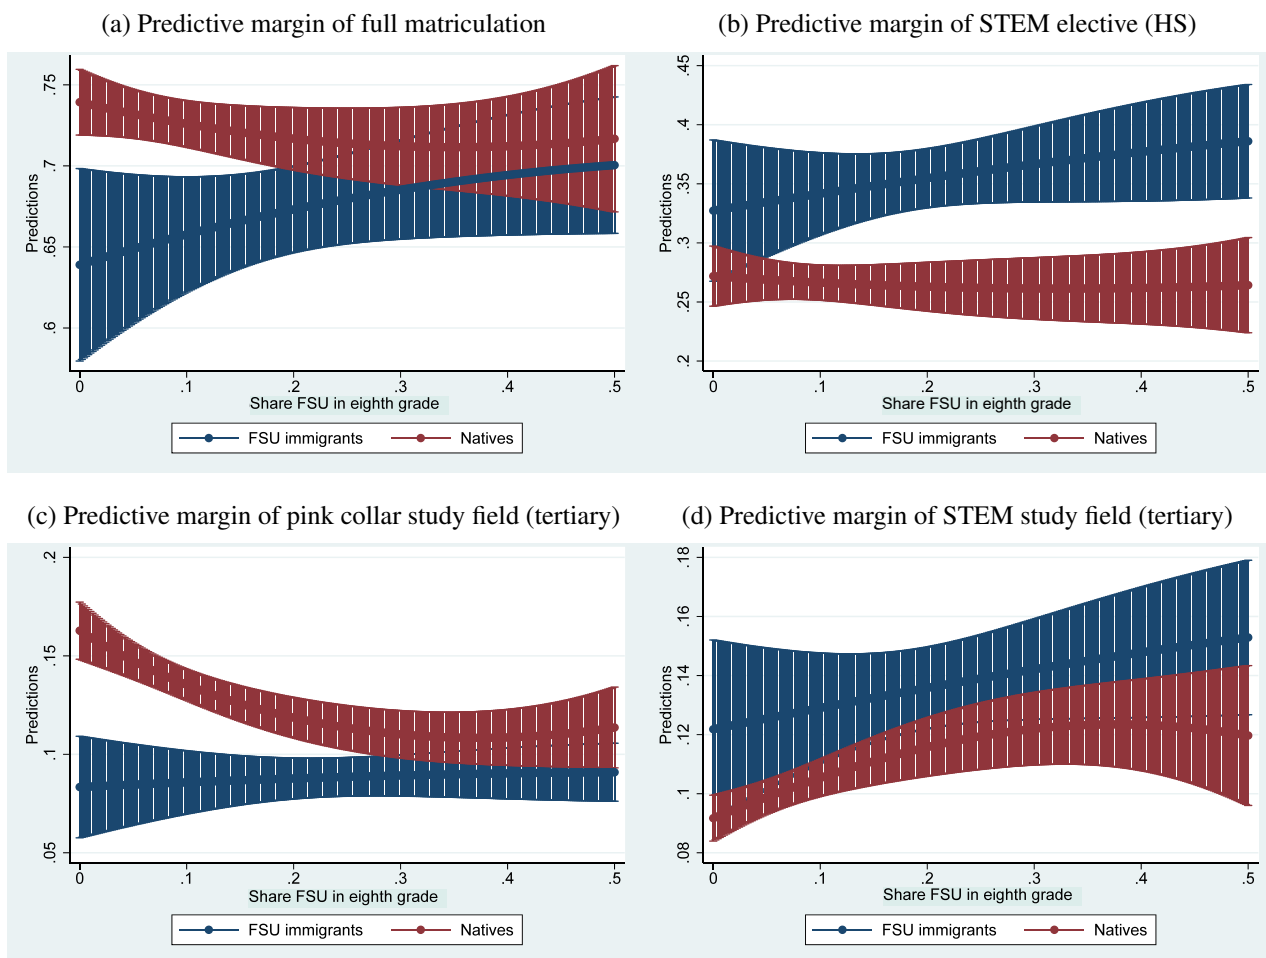 (a) Predictive margin of full matriculation
.75
.7
.65
.6
Predictions
0 .1 .2 .3 .4 .5
Share FSU in eighth grade
FSU immigrants Natives
(b) Predictive margin of STEM elective (HS)
.45
.4
.35
.3
.25
.2
Predictions
0 .1 .2 .3 .4 .5
Share FSU in eighth grade
FSU immigrants Natives
(c) Predictive margin of pink collar study field (tertiary)
.2
.15
.1
.05
Predictions
0 .1 .2 .3 .4 .5
Share FSU in eighth grade
FSU immigrants Natives
(d) Predictive margin of STEM study field (tertiary)
.18
.16
.14
.12
.1
.08
Predictions
0 .1 .2 .3 .4 .5
Share FSU in eighth grade
FSU immigrants Natives